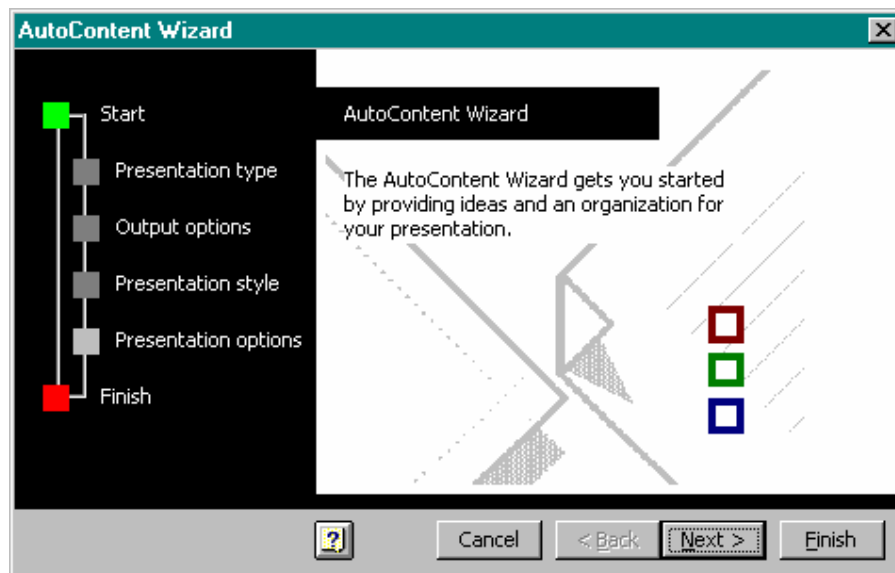 AutoContent Wizard
Start
Presentation type
Output options
Presentation style
Presentation options
Finish
AutoContent Wizard
The AutoContent Wizard gets you started
by providing ideas and an organization for
your presentation.
?
Cancel
< Back
Next >
Finish